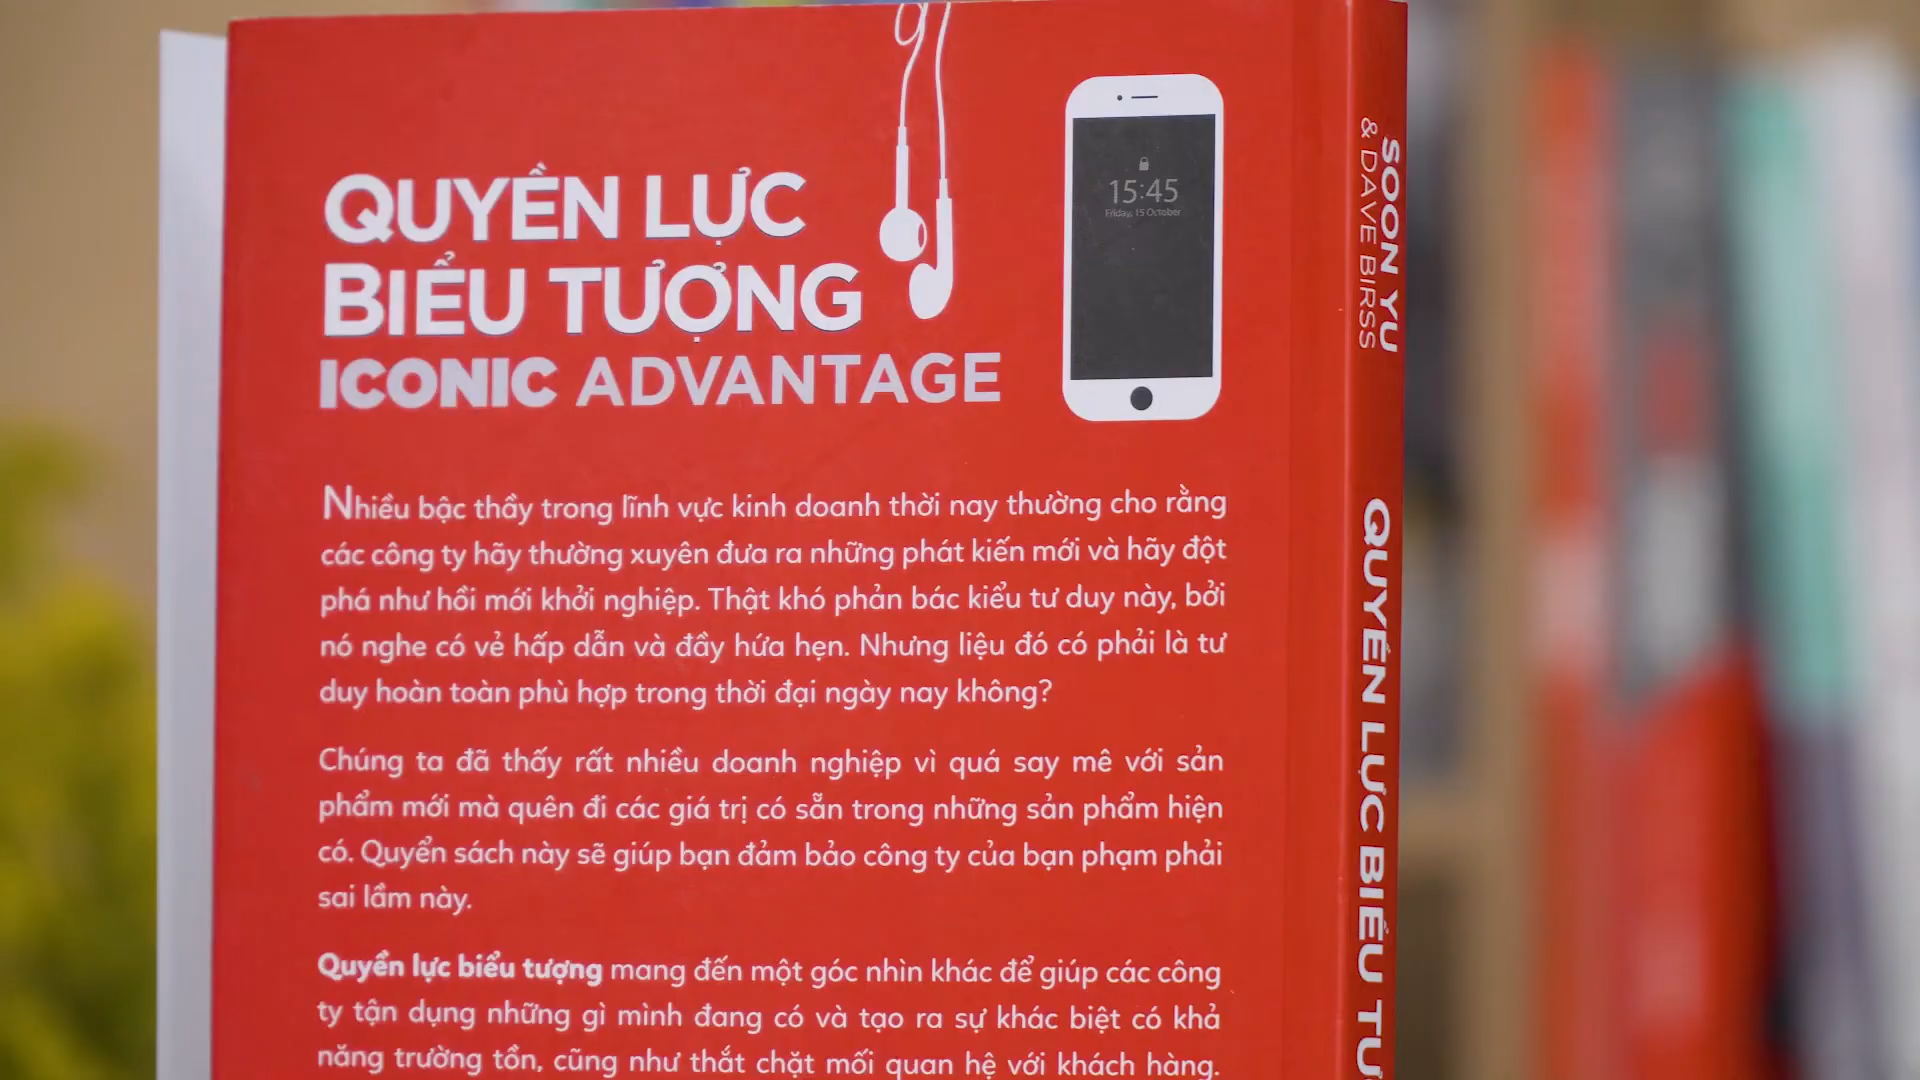 QUYỀN LỰC
BIỂU TƯỢNG
ICONIC ADVANTAGE
15:45
Friday, 15 October
Nhiều bậc thầy trong lĩnh vực kinh doanh thời nay thường cho rằng
các công ty hãy thường xuyên đưa ra những phát kiến mới và hãy đột
phá như hồi mới khởi nghiệp. Thật khó phản bác kiểu tư duy này, bởi
nó nghe có vẻ hấp dẫn và đầy hứa hẹn. Nhưng liệu đó có phải là tư
duy hoàn toàn phù hợp trong thời đại ngày nay không?
Chúng ta đã thấy rất nhiều doanh nghiệp vì quá say mê với sản
phẩm mới mà quên đi các giá trị có sẵn trong những sản phẩm hiện
có. Quyển sách này sẽ giúp bạn đảm bảo công ty của bạn phạm phải
sai lầm này.
Quyền lực biểu tượng mang đến một góc nhìn khác để giúp các công
ty tận dụng những gì mình đang có và tạo ra sự khác biệt có khả
năng trường tồn, cũng như thắt chặt mối quan hệ với khách hàng.
SOON YU
& DAVE BIRSS
QUYỀN LỰC BIỂU TƯ